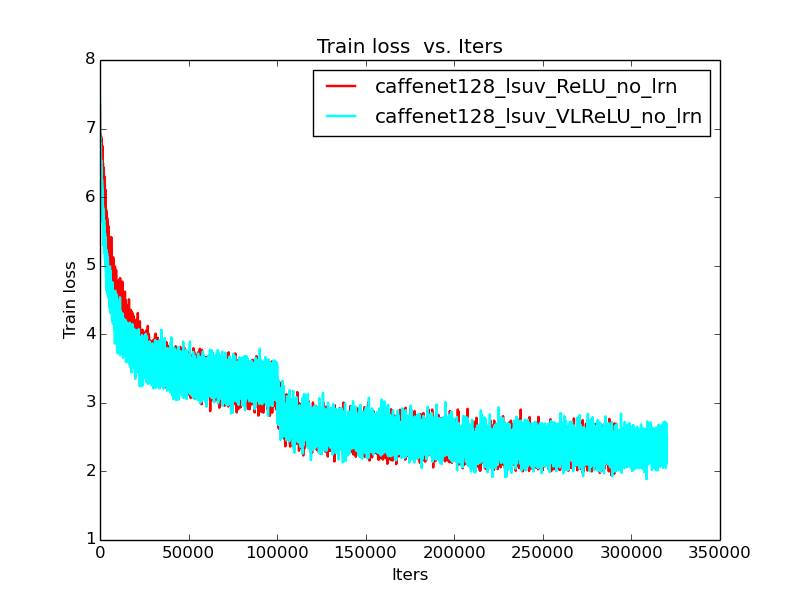 Train loss  vs. Iters
caffenet128_lsuv_ReLU_no_lrn
caffenet128_lsuv_VLReLU_no_lrn
8
7
6
5
4
3
2
1
Train loss
0 50000 100000 150000 200000 250000 300000 350000
Iters